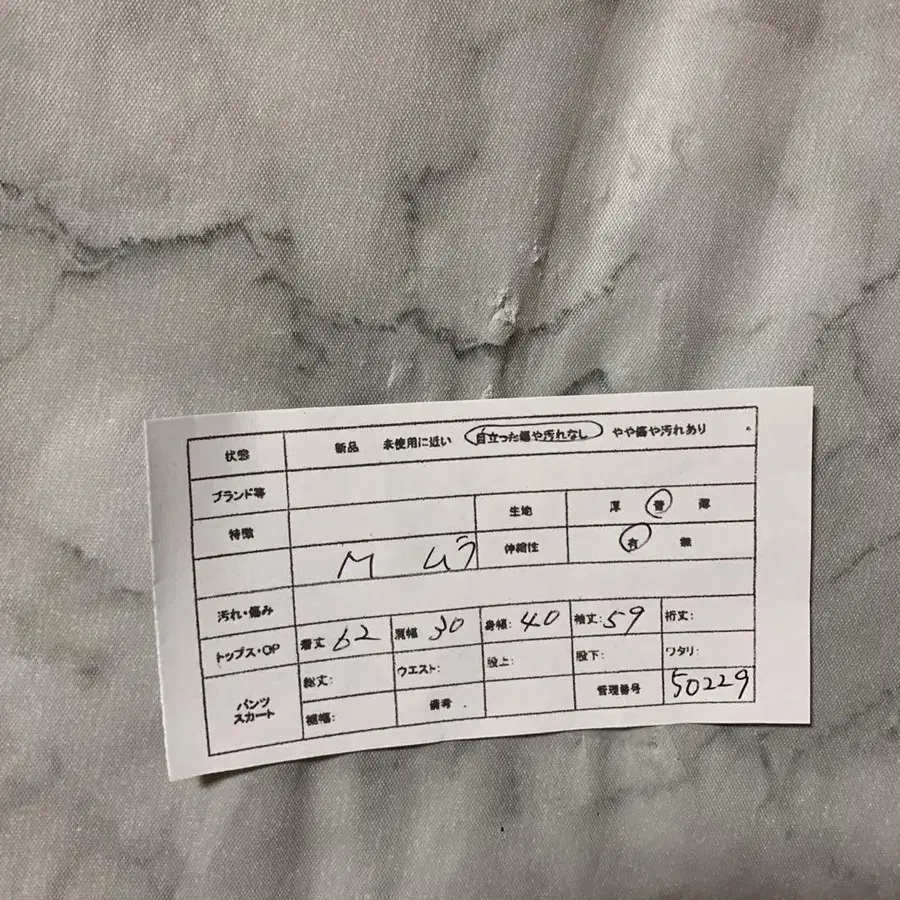 状態 新品 未使用に近い 目立った傷や汚れなし やや傷や汚れあり
ブランド等
特徴 生地 厚 普 薄
M ムラ 伸縮性 有 無
汚れ・傷み
トップス・OP 着丈 62 肩幅 30 身幅: 40 袖丈: 59 裄丈:
パンツ スカート 総丈: ウエスト: 股上: 股下: ワタリ:
裾幅: 備考 管理番号 50229